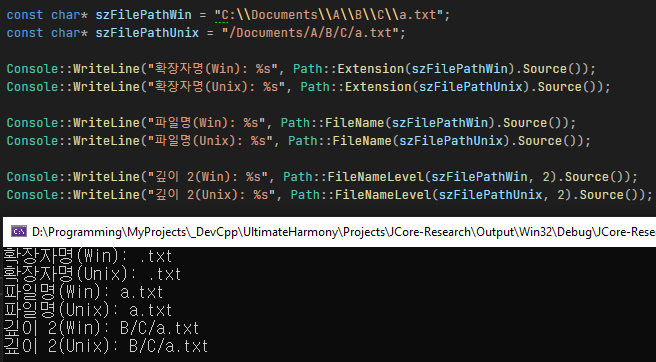 const char* szFilePathWin = "C:\\Documents\\A\\B\\C\\a.txt";
const char* szFilePathUnix = "/Documents/A/B/C/a.txt";
Console::WriteLine("확장자명(Win): %s", Path::Extension(szFilePathWin).Source());
Console::WriteLine("확장자명(Unix): %s", Path::Extension(szFilePathUnix).Source());
Console::WriteLine("파일명(Win): %s", Path::FileName(szFilePathWin).Source());
Console::WriteLine("파일명(Unix): %s", Path::FileName(szFilePathUnix).Source());
Console::WriteLine("깊이 2(Win): %s", Path::FileNameLevel(szFilePathWin, 2).Source());
Console::WriteLine("깊이 2(Unix): %s", Path::FileNameLevel(szFilePathUnix, 2).Source());
D:\Programming\MyProjects\_DevCpp\UltimateHarmony\Projects\JCore-Research\Output\Win32\Debug\JCore-Resea
확장자명(Win): .txt
확장자명(Unix): .txt
파일명(Win): a.txt
파일명(Unix): a.txt
깊이 2(Win): B/C/a.txt
깊이 2(Unix): B/C/a.txt